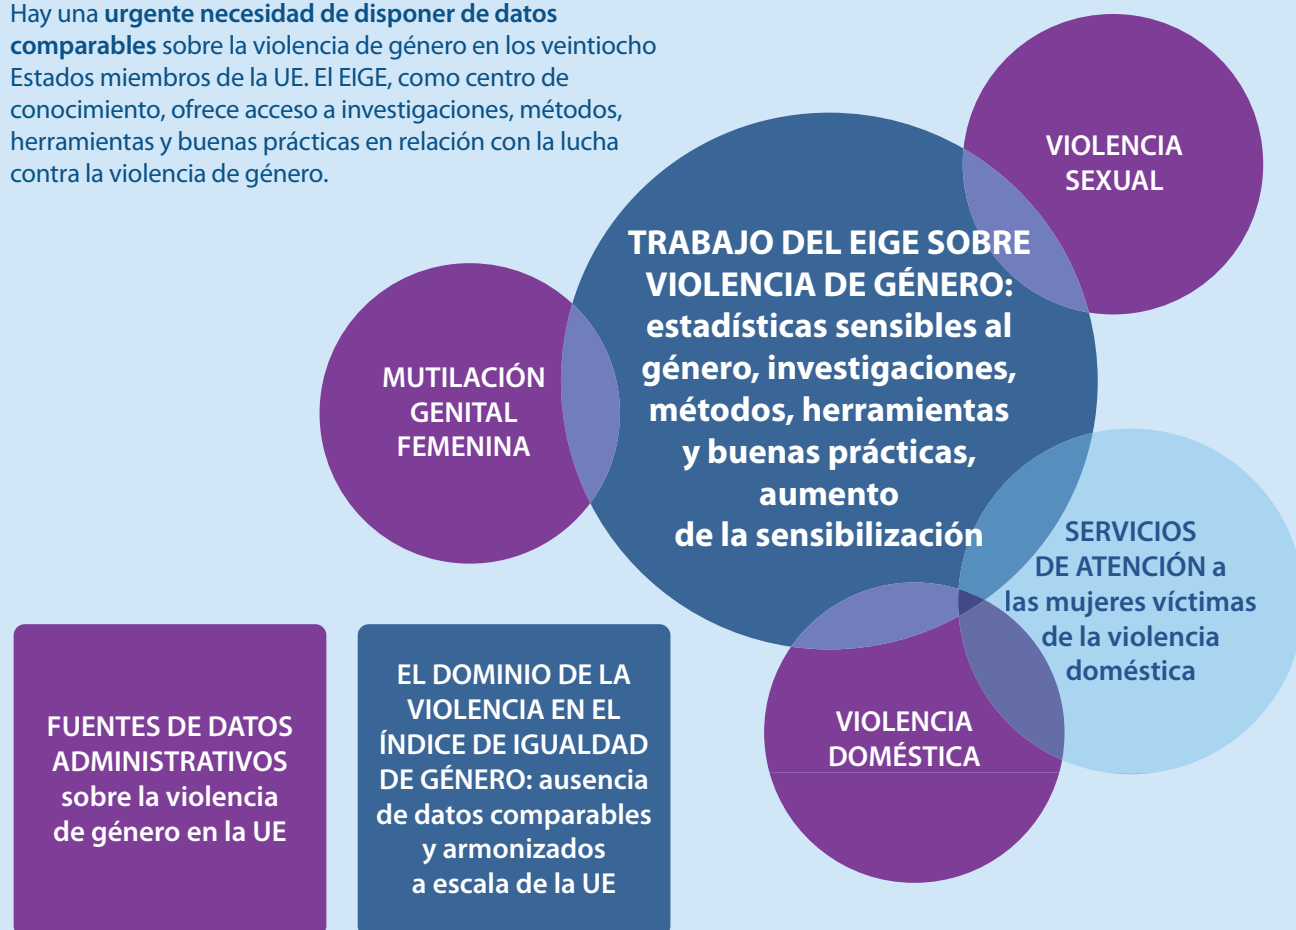 Hay una urgente necesidad de disponer de datos
comparables sobre la violencia de género en los veintiocho
Estados miembros de la UE. El EIGE, como centro de
conocimiento, ofrece acceso a investigaciones, métodos,
herramientas y buenas prácticas en relación con la lucha
contra la violencia de género.
VIOLENCIA
SEXUAL
TRABAJO DEL EIGE SOBRE
VIOLENCIA DE GÉNERO:
estadísticas sensibles al
género, investigaciones,
métodos, herramientas
y buenas prácticas,
aumento
de la sensibilización
MUTILACIÓN
GENITAL
FEMENINA
SERVICIOS
DE ATENCIÓN a
las mujeres víctimas
de la violencia
doméstica
VIOLENCIA
DOMÉSTICA
FUENTES DE DATOS
ADMINISTRATIVOS
sobre la violencia
de género en la UE
EL DOMINIO DE LA
VIOLENCIA EN EL
ÍNDICE DE IGUALDAD
DE GÉNERO: ausencia
de datos comparables
y armonizados
a escala de la UE